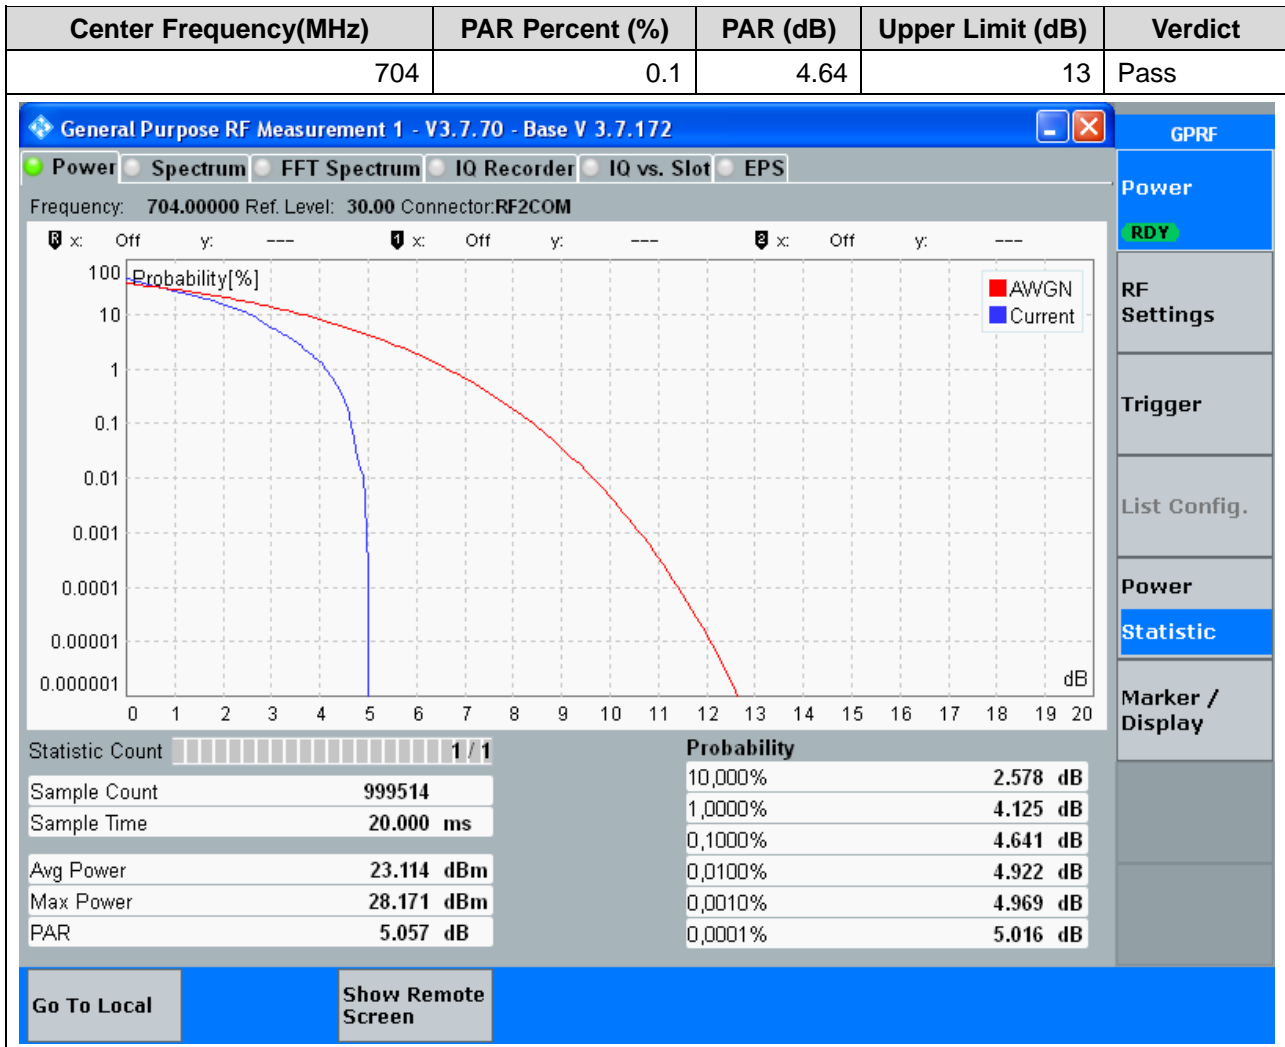 Center Frequency(MHz) PAR Percent (%) PAR (dB) Upper Limit (dB) Verdict
704 0.1 4.64 13 Pass
General Purpose RF Measurement 1 - V3.7.70 - Base V 3.7.172
GPRF
Power Spectrum FFT Spectrum IQ Recorder IQ vs. Slot EPS
Frequency: 704.00000 Ref. Level: 30.00 Connector:RF2COM
R x: Off y: --- 1 x: Off y: --- 2 x: Off y: ---
Probability[%]
100
10
1
0.1
0.01
0.001
0.0001
0.00001
0.000001
AWGN
Current
dB
0 1 2 3 4 5 6 7 8 9 10 11 12 13 14 15 16 17 18 19 20
Statistic Count 1 / 1
Sample Count 999514
Sample Time 20.000 ms
Avg Power 23.114 dBm
Max Power 28.171 dBm
PAR 5.057 dB
Probability
10,000% 2.578 dB
1,0000% 4.125 dB
0,1000% 4.641 dB
0,0100% 4.922 dB
0,0010% 4.969 dB
0,0001% 5.016 dB
Power
RDY
RF
Settings
Trigger
List Config.
Power
Statistic
Marker /
Display
Go To Local
Show Remote
Screen